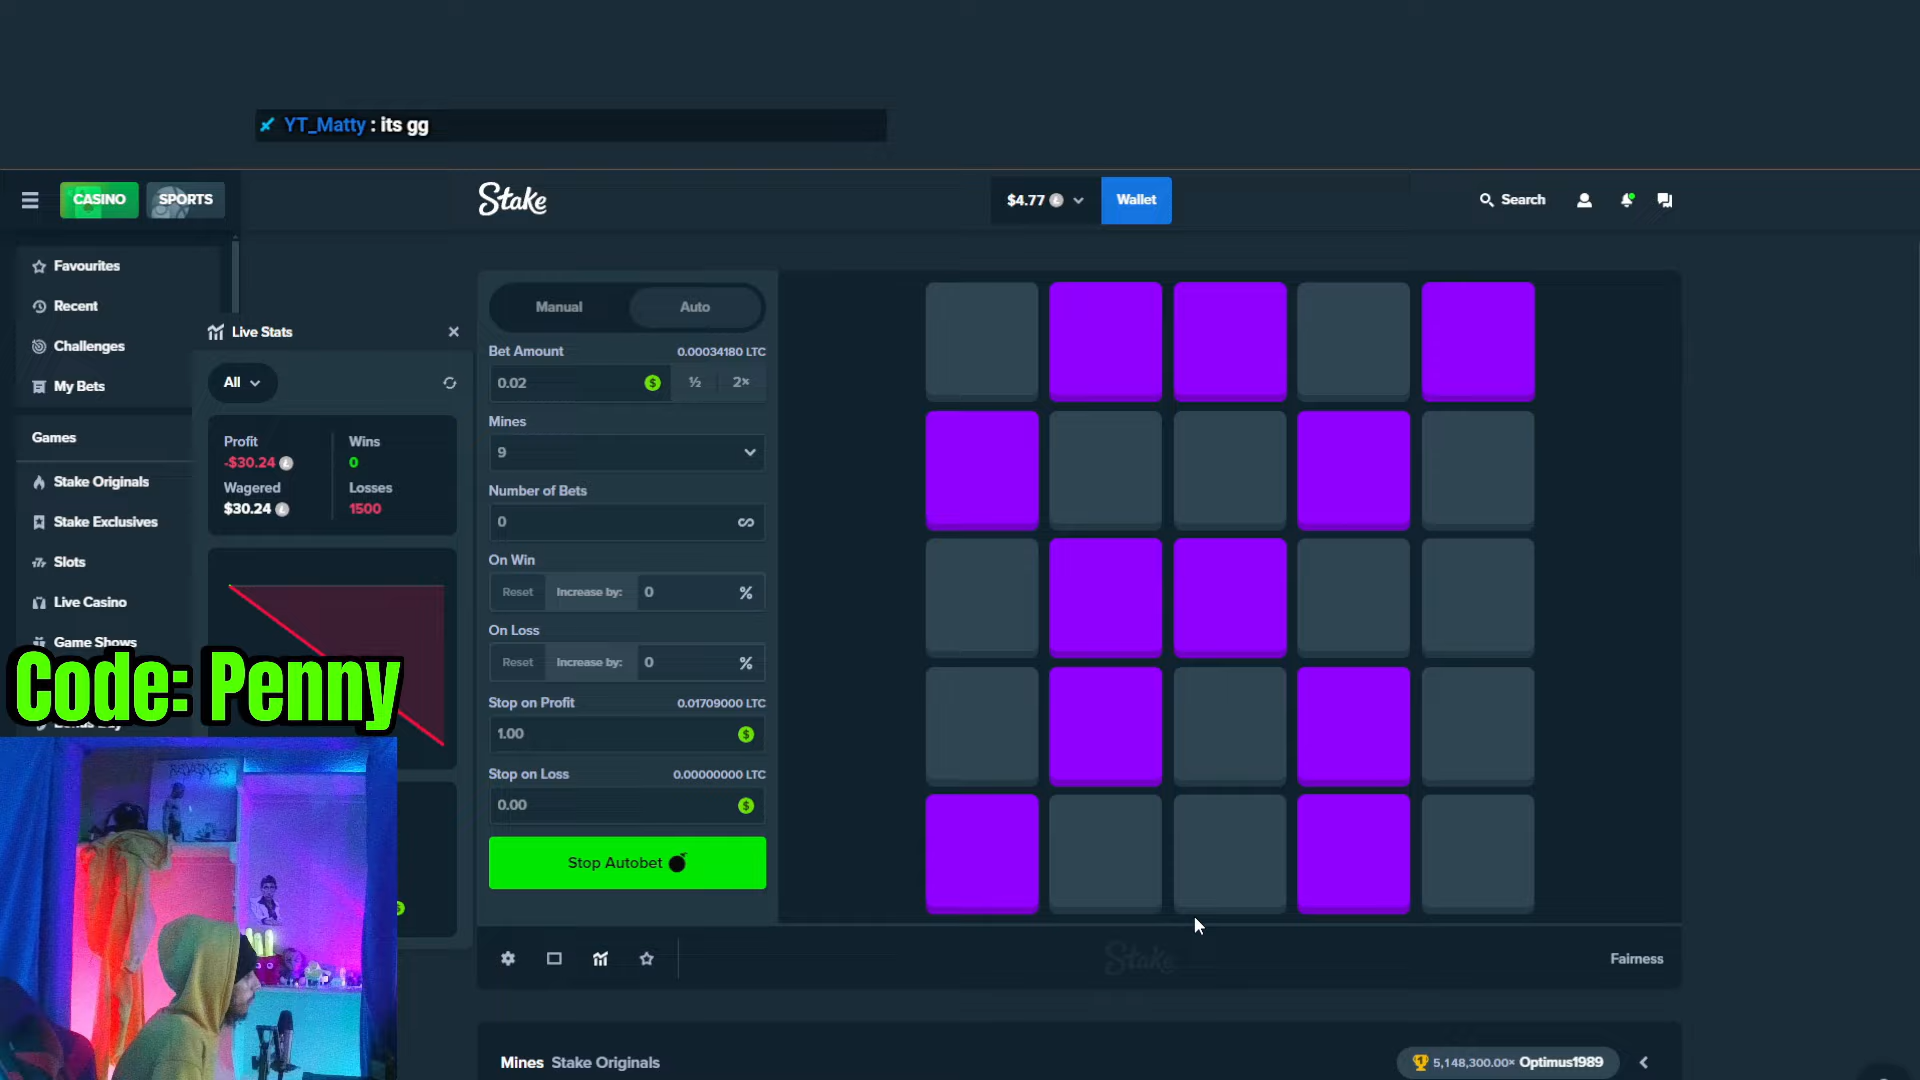 YT_Matty : its gg
CASINO
SPORTS
Stake
$4.77
Wallet
Search
Favourites
Recent
Challenges
My Bets
Games
Stake Originals
Stake Exclusives
Slots
Live Casino
Game Shows
Live Stats
All
Profit
-$30.24
Wins
0
Wagered
$30.24
Losses
1500
Code: Penny
Manual
Auto
Bet Amount
0.00034180 LTC
0.02
½
2×
Mines
9
Number of Bets
0
∞
On Win
Reset
Increase by:
0
%
On Loss
Reset
Increase by:
0
%
Stop on Profit
0.01709000 LTC
1.00
Stop on Loss
0.00000000 LTC
0.00
Stop Autobet
Stake
Fairness
Mines Stake Originals
5,148,300.00× Optimus1989